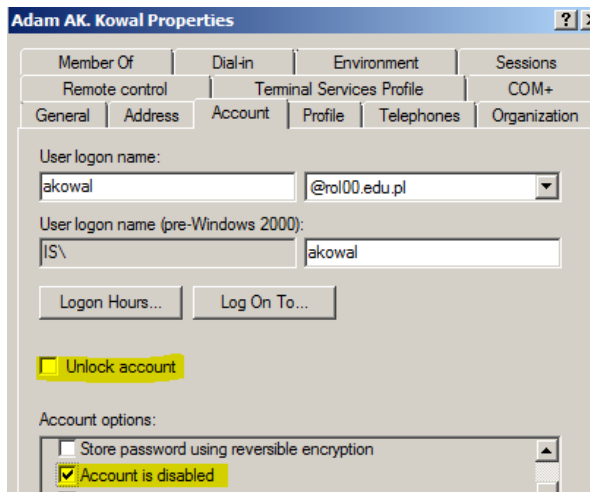 Adam AK. Kowal Properties ? X
Member Of Dial-in Environment Sessions
Remote control Terminal Services Profile COM+
General Address Account Profile Telephones Organization
User logon name:
akowal @rol00.edu.pl
User logon name (pre-Windows 2000):
IS\ akowal
Logon Hours... Log On To...
Unlock account
Account options:
Store password using reversible encryption
Account is disabled